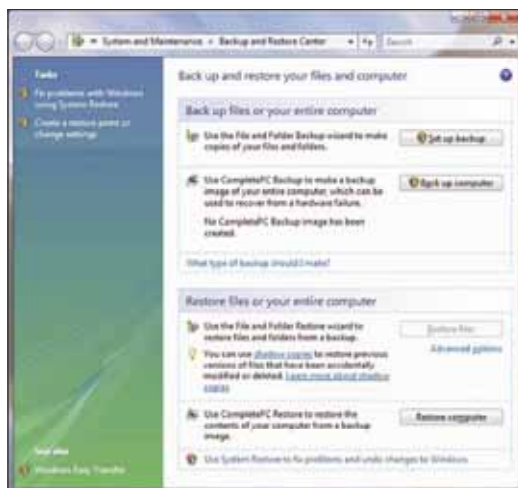 System and Maintenance
Backup and Restore Center
Search
Tasks
Fix problems with Windows
using System Restore
Create a restore point or
change settings
See also
Windows Easy Transfer
Back up and restore your files and computer
Back up files or your entire computer
Use the File and Folder Backup wizard to make
copies of your files and folders.
Set up backup
Use CompletePC Backup to make a backup
image of your entire computer, which can be
used to recover from a hardware failure.
Back up computer
No CompletePC Backup image has been
created.
What type of backup should I make?
Restore files or your entire computer
Use the File and Folder Restore wizard to
restore files and folders from a backup.
Restore files
Advanced options
You can use shadow copies to restore previous
versions of files that have been accidentally
modified or deleted. Learn more about shadow
copies
Use CompletePC Restore to restore the
contents of your computer from a backup
image.
Restore computer
Use System Restore to fix problems and undo changes to Windows